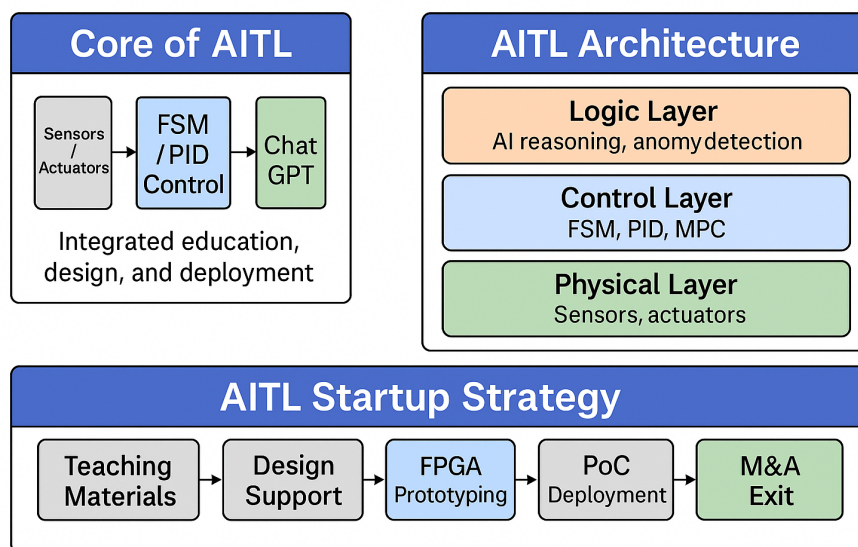 Core of AITL
Sensors
/
Actuators
FSM
/PID
Control
Chat
GPT
Integrated education,
design, and deployment
AITL Architecture
Logic Layer
AI reasoning, anomydetection
Control Layer
FSM, PID, MPC
Physical Layer
Sensors, actuators
AITL Startup Strategy
Teaching
Materials
Design
Support
FPGA
Prototyping
PoC
Deployment
M&A
Exit